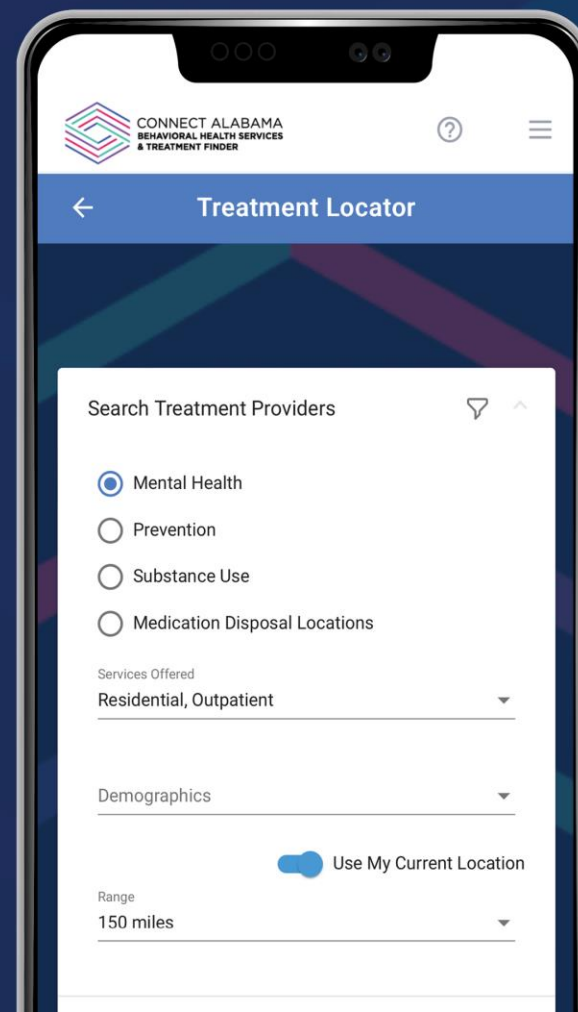 CONNECT ALABAMA
BEHAVIORAL HEALTH SERVICES
& TREATMENT FINDER
Treatment Locator
Search Treatment Providers
Mental Health
Prevention
Substance Use
Medication Disposal Locations
Services Offered
Residential, Outpatient
Demographics
Use My Current Location
Range
150 miles